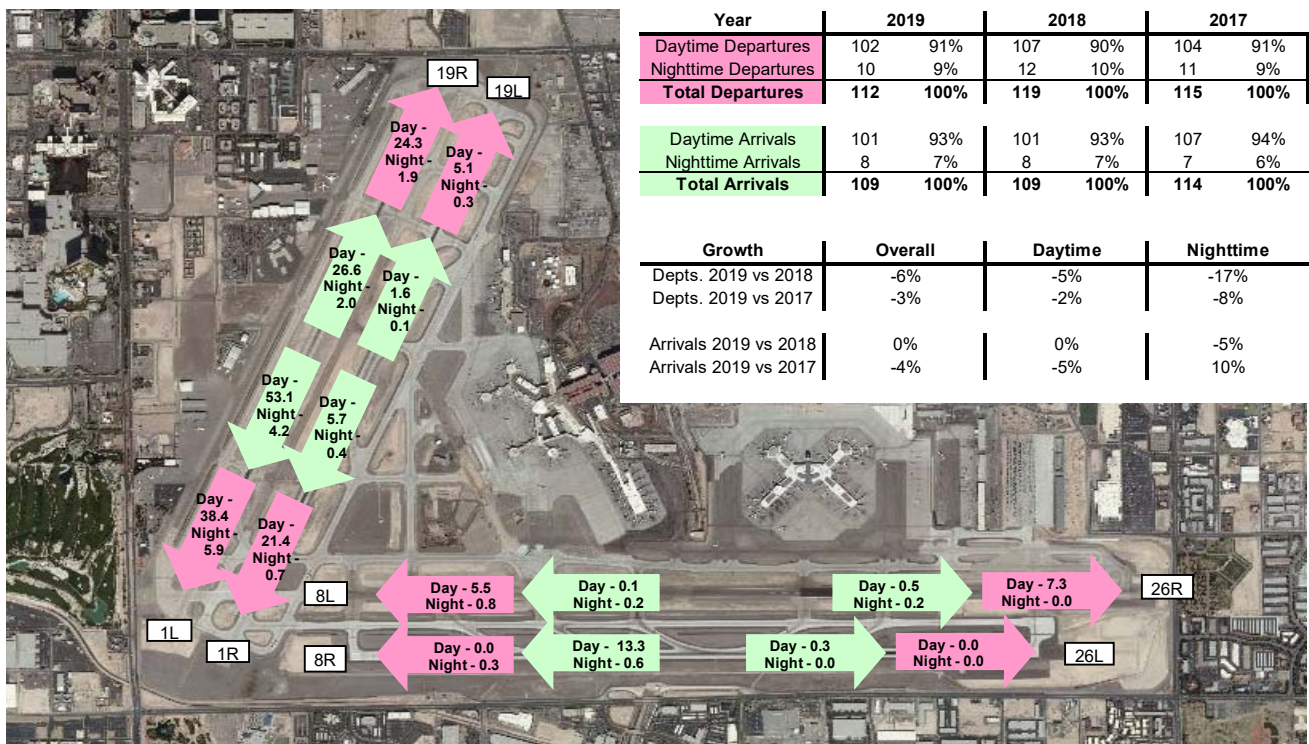 Year 2019 2018 2017
Daytime Departures 102 91% 107 90% 104 91%
Nighttime Departures 10 9% 12 10% 11 9%
Total Departures 112 100% 119 100% 115 100%
Daytime Arrivals 101 93% 101 93% 107 94%
Nighttime Arrivals 8 7% 8 7% 7 6%
Total Arrivals 109 100% 109 100% 114 100%
Growth Overall Daytime Nighttime
Depts. 2019 vs 2018 -6% -5% -17%
Depts. 2019 vs 2017 -3% -2% -8%
Arrivals 2019 vs 2018 0% 0% -5%
Arrivals 2019 vs 2017 -4% -5% 10%
19R
19L
Day -
24.3
Night -
1.9
Day -
5.1
Night -
0.3
Day -
26.6
Night -
2.0
Day -
1.6
Night -
0.1
Day -
53.1
Night -
4.2
Day -
5.7
Night -
0.4
Day -
38.4
Night -
5.9
Day -
21.4
Night -
0.7
1L
1R
8L
Day - 5.5
Night - 0.8
Day - 0.1
Night - 0.2
Day - 0.5
Night - 0.2
Day - 7.3
Night - 0.0
26R
8R
Day - 0.0
Night - 0.3
Day - 13.3
Night - 0.6
Day - 0.3
Night - 0.0
Day - 0.0
Night - 0.0
26L